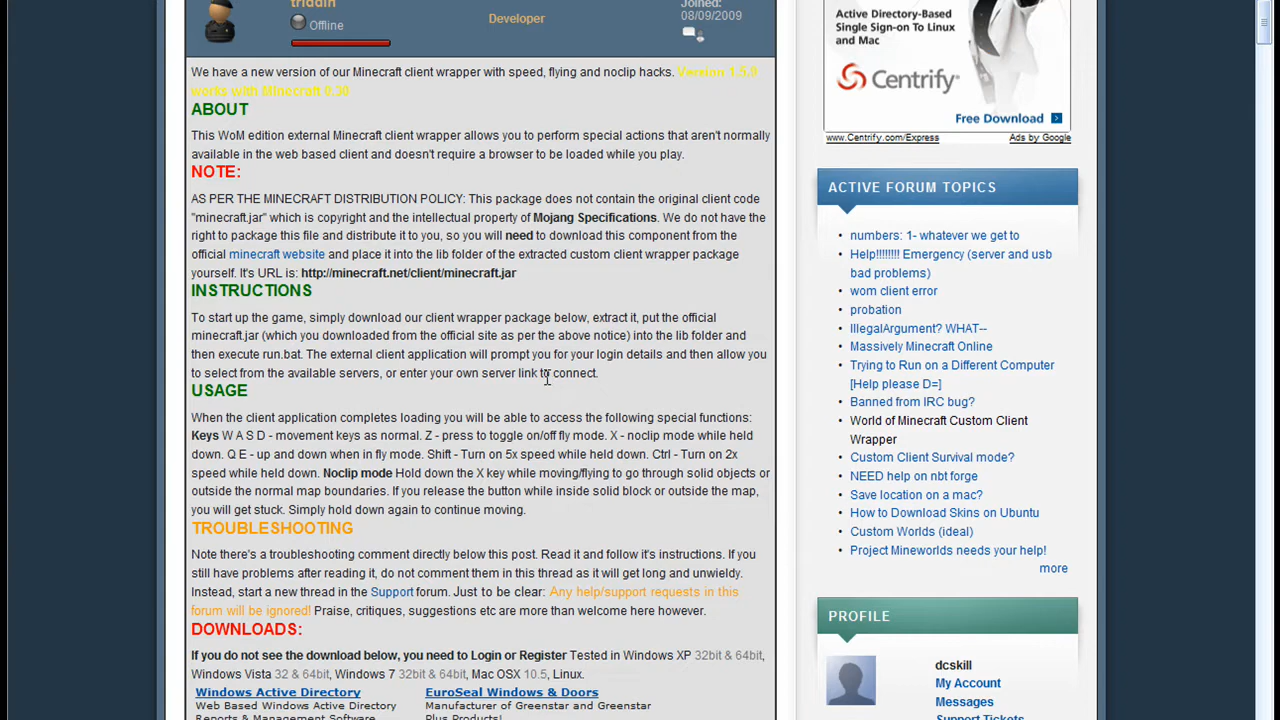 triddin
Joined:
Offline
Developer
08/09/2009
We have a new version of our Minecraft client wrapper with speed, flying and noclip hacks. Version 1.5.9
works with Minecraft 0:30
ABOUT
This WoM edition external Minecraft client wrapper allows you to perform special actions that aren't normally
available in the web based client and doesn't require a browser to be loaded while you play.
NOTE:
AS PER THE MINECRAFT DISTRIBUTION POLICY: This package does not contain the original client code
"minecraft.jar" which is copyright and the intellectual property of Mojang Specifications. We do not have the
right to package this file and distribute it to you, so you will need to download this component from the
official minecraft website and place it into the lib folder of the extracted custom client wrapper package
yourself. It's URL is: http://minecraft.net/client/minecraft.jar
INSTRUCTIONS
To start up the game, simply download our client wrapper package below, extract it, put the official
minecraft.jar (which you downloaded from the official site as per the above notice) into the lib folder and
then execute run.bat. The external client application will prompt you for your login details and then allow you
to select from the available servers, or enter your own server link to connect.
USAGE
When the client application completes loading you will be able to access the following special functions:
Keys W A S D - movement keys as normal. Z - press to toggle on/off fly mode. X - noclip mode while held
down. Q E - up and down when in fly mode. Shift - Turn on 5x speed while held down. Ctrl - Turn on 2x
speed while held down. Noclip mode Hold down the X key while moving/flying to go through solid objects or
outside the normal map boundaries. If you release the button while inside solid block or outside the map,
you will get stuck. Simply hold down again to continue moving.
TROUBLESHOOTING
Note there's a troubleshooting comment directly below this post. Read it and follow it's instructions. If you
still have problems after reading it, do not comment them in this thread as it will get long and unwieldy.
Instead, start a new thread in the Support forum. Just to be clear: Any help/support requests in this
forum will be ignored! Praise, critiques, suggestions etc are more than welcome here however.
DOWNLOADS:
If you do not see the download below, you need to Login or Register Tested in Windows XP 32bit & 64bit,
Windows Vista 32 & 64bit, Windows 7 32bit & 64bit, Mac OSX 10.5, Linux.
Windows Active Directory
Web Based Windows Active Directory
Reports & Management Software
EuroSeal Windows & Doors
Manufacturer of Greenstar and Greenstar
Plus Products!
Active Directory-Based
Single Sign-on To Linux
and Mac
Centrify
Free Download
www.Centrify.com/Express
Ads by Google
ACTIVE FORUM TOPICS
numbers: 1- whatever we get to
Help!!!!!!!! Emergency (server and usb
bad problems)
wom client error
probation
IllegalArgument? WHAT--
Massively Minecraft Online
Trying to Run on a Different Computer
[Help please D=]
Banned from IRC bug?
World of Minecraft Custom Client
Wrapper
Custom Client Survival mode?
NEED help on nbt forge
Save location on a mac?
How to Download Skins on Ubuntu
Custom Worlds (ideal)
Project Mineworlds needs your help!
more
PROFILE
dcskill
My Account
Messages
Support Tickets